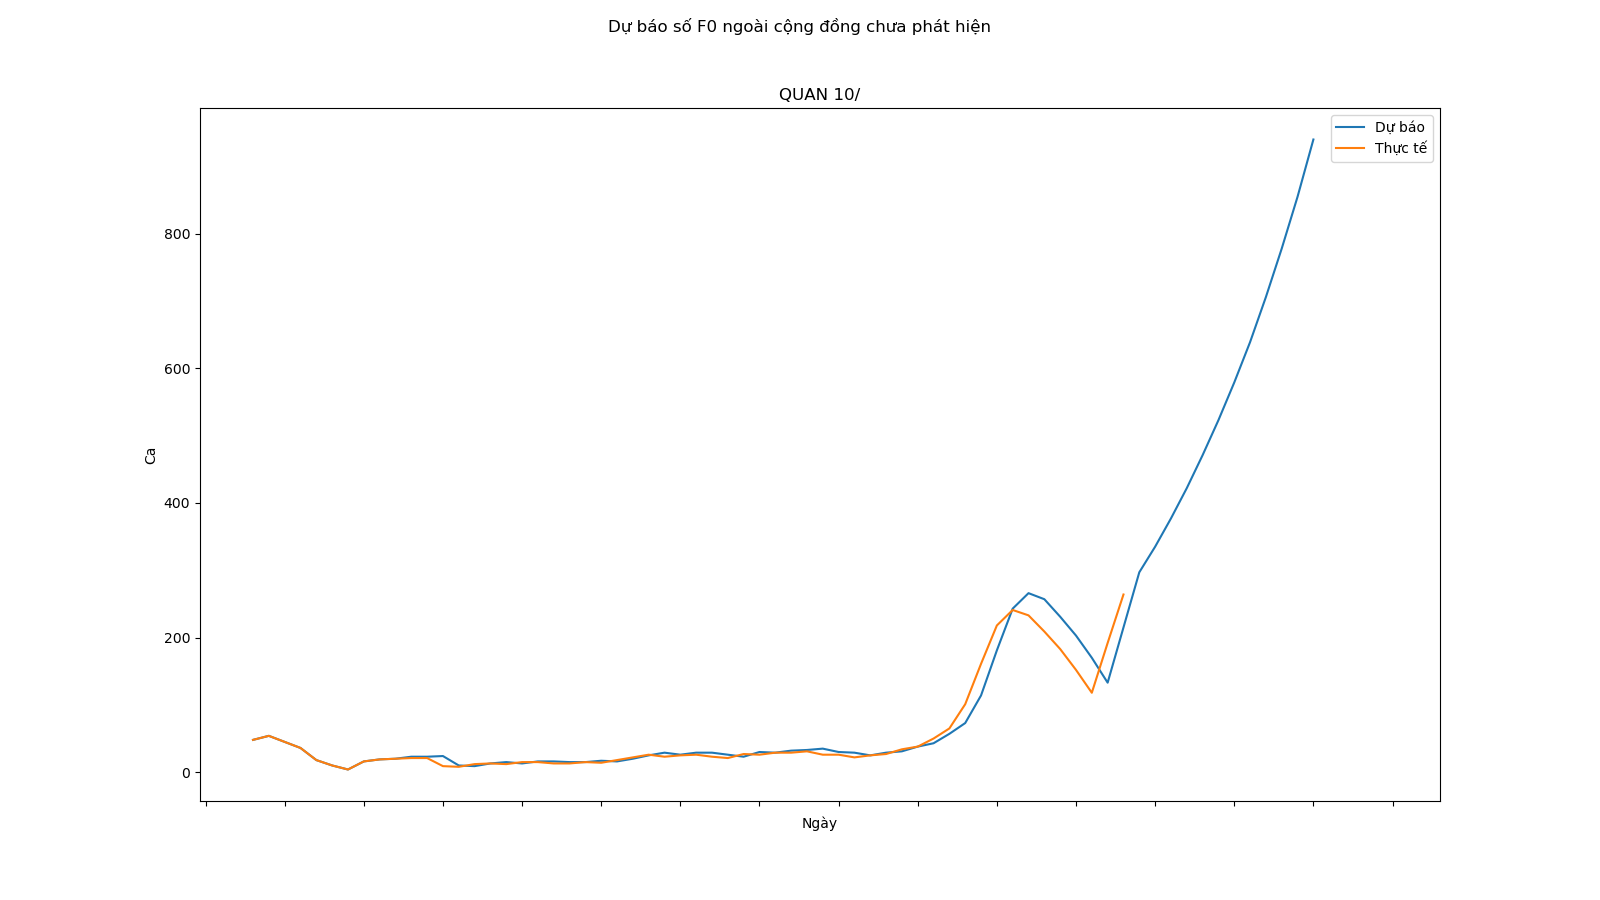 Dự báo số F0 ngoài cộng đồng chưa phát hiện
QUAN 10/
Dự báo
Thực tế
800
600
400
200
0
Ca
Ngày